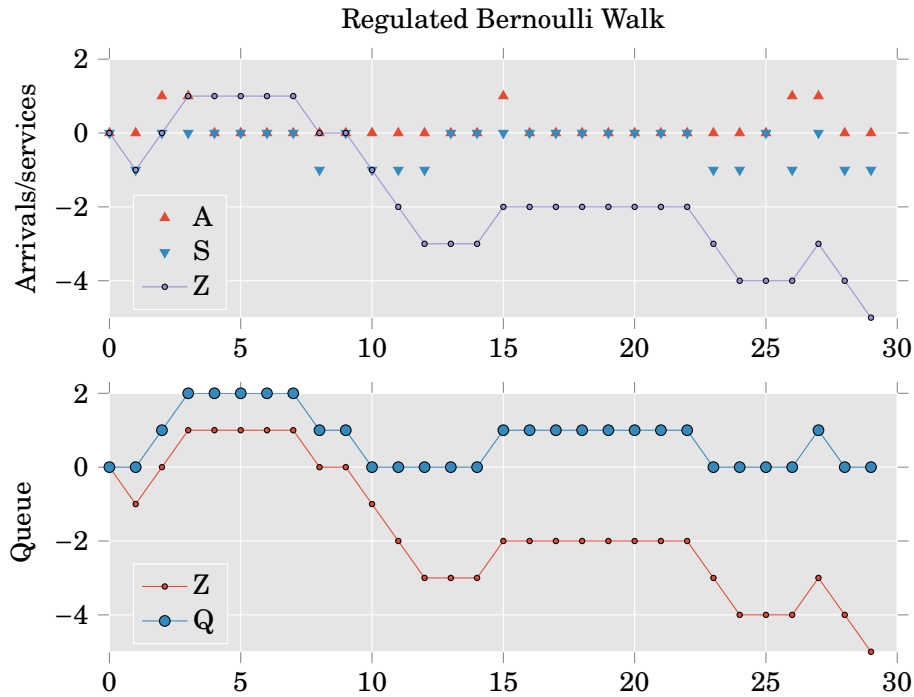 Regulated Bernoulli Walk
Arrivals/services
2
0
−2
−4
A
S
Z
0 5 10 15 20 25 30
Queue
2
0
−2
−4
Z
Q
0 5 10 15 20 25 30